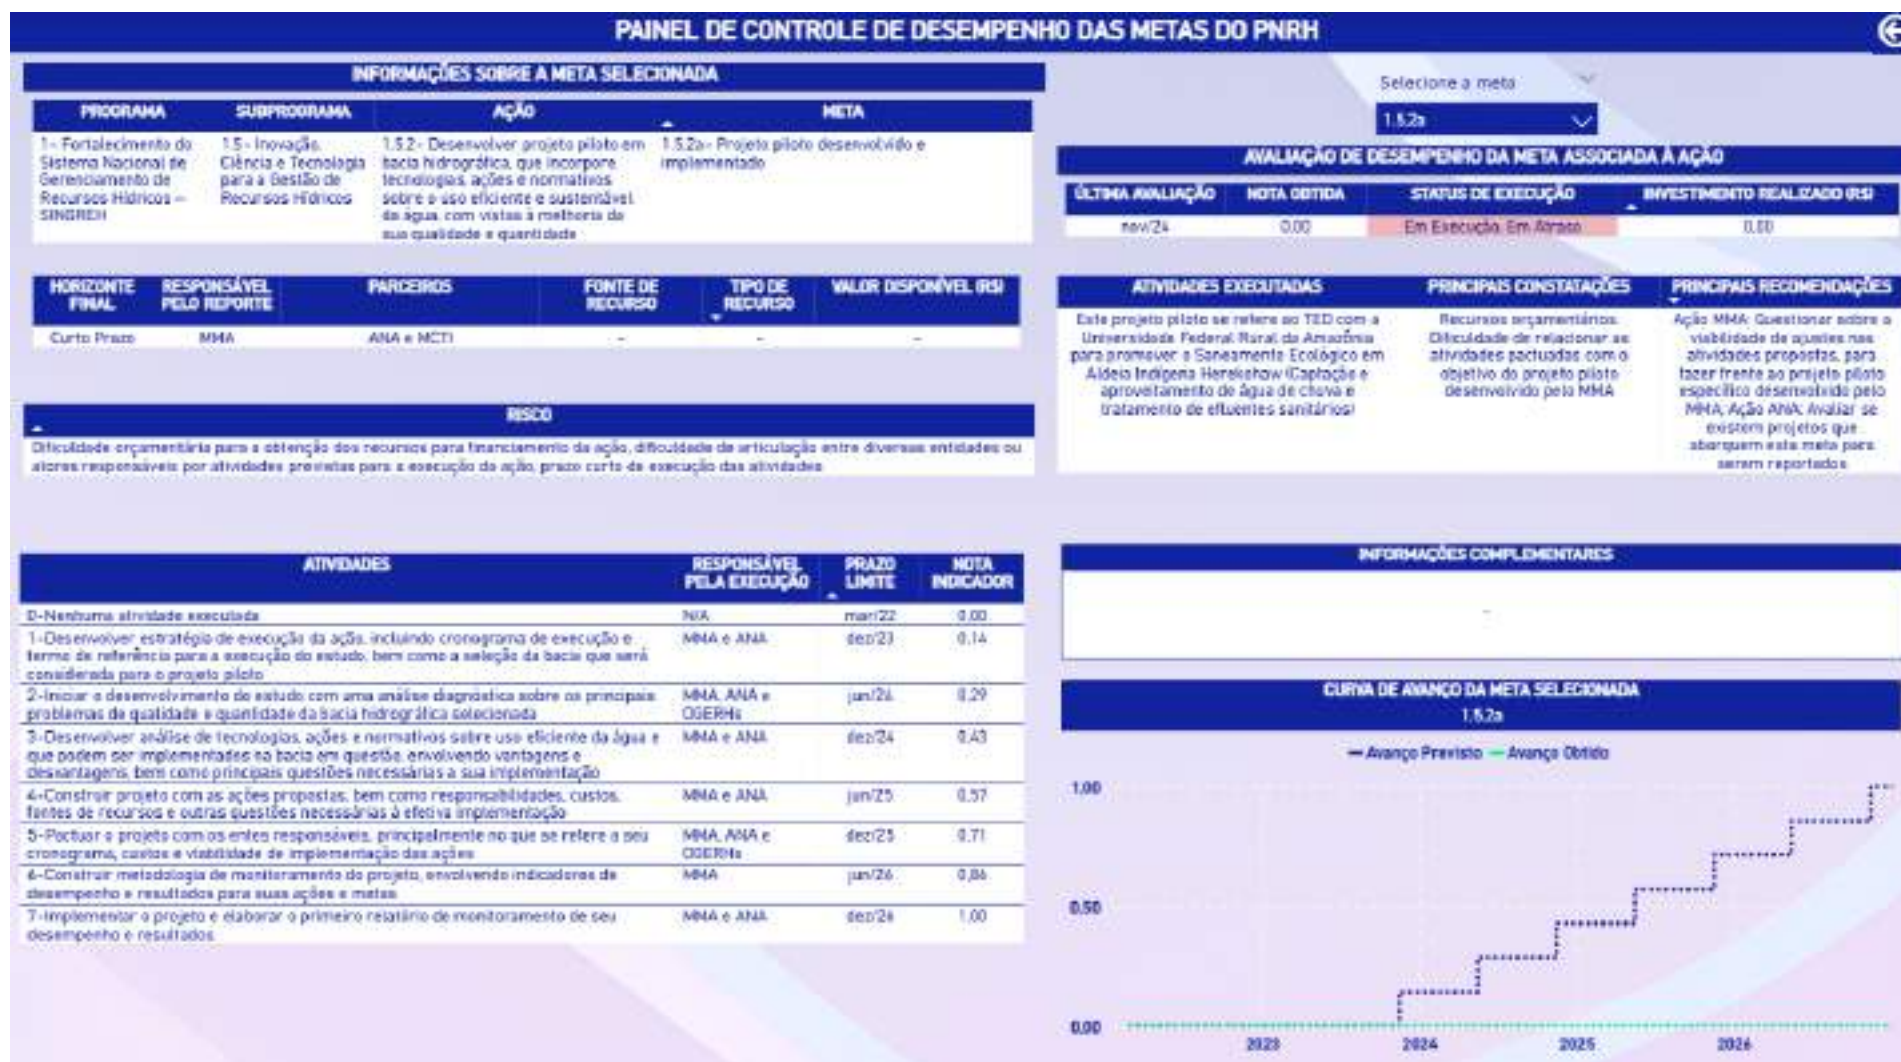 PAINEL DE CONTROLE DE DESEMPENHO DAS METAS DO PNRH
INFORMAÇÕES SOBRE A META SELECIONADA
PROGRAMA SUBPROGRAMA AÇÃO META
1- Fortalecimento do
Sistema Nacional de
Gerenciamento de
Recursos Hídricos –
SINGREH
1.5- Inovação,
Ciência e Tecnologia
para a Gestão de
Recursos Hídricos
1.5.2- Desenvolver projeto piloto em
bacia hidrográfica, que incorpore
tecnologias, ações e normativos
sobre o uso eficiente e sustentável
da água, com vistas à melhoria da
sua qualidade e quantidade
1.5.2a- Projeto piloto desenvolvido e
implementado
HORIZONTE
FINAL
RESPONSÁVEL
PELO REPORTE
PARCEIROS
FONTE DE
RECURSO
TIPO DE
RECURSO
VALOR DISPONÍVEL (R$)
Curto Prazo MMA ANA e MCTI - - -
RISCO
Dificuldade orçamentária para a obtenção dos recursos para financiamento da ação, dificuldade de articulação entre diversas entidades ou
atores responsáveis por atividades previstas para a execução da ação, prazo curto de execução das atividades
ATIVIDADES
RESPONSÁVEL
PELA EXECUÇÃO
PRAZO
LIMITE
NOTA
INDICADOR
0-Nenhuma atividade executada N/A mar/22 0,00
1-Desenvolver estratégia de execução da ação, incluindo cronograma de execução e
termo de referência para a execução do estudo, bem como a seleção da bacia que será
considerada para o projeto piloto
MMA e ANA dez/23 0,14
2-Iniciar o desenvolvimento do estudo com uma análise diagnóstica sobre os principais
problemas de qualidade e quantidade da bacia hidrográfica selecionada
MMA, ANA e
OGERHs
jun/24 0,29
3-Desenvolver análise de tecnologias, ações e normativos sobre uso eficiente da água e
que podem ser implementados na bacia em questão, envolvendo vantagens e
desvantagens, bem como principais questões necessárias a sua implementação
MMA e ANA dez/24 0,43
4-Construir projeto com as ações propostas, bem como responsabilidades, custos,
fontes de recursos e outras questões necessárias à efetiva implementação
MMA e ANA jun/25 0,57
5-Pactuar o projeto com os entes responsáveis, principalmente no que se refere a seu
cronograma, custos e viabilidade de implementação das ações
MMA, ANA e
OGERHs
dez/25 0,71
6-Construir metodologia de monitoramento do projeto, envolvendo indicadores de
desempenho e resultados para suas ações e metas
MMA jun/26 0,86
7-Implementar o projeto e elaborar o primeiro relatório de monitoramento de seu
desempenho e resultados.
MMA e ANA dez/26 1,00
Selecione a meta
1.5.2a
AVALIAÇÃO DE DESEMPENHO DA META ASSOCIADA À AÇÃO
ÚLTIMA AVALIAÇÃO NOTA OBTIDA STATUS DE EXECUÇÃO INVESTIMENTO REALIZADO (R$)
nov/24 0,00 Em Execução, Em Atraso 0,00
ATIVIDADES EXECUTADAS PRINCIPAIS CONSTATAÇÕES PRINCIPAIS RECOMENDAÇÕES
Este projeto piloto se refere ao TED com a
Universidade Federal Rural da Amazônia
para promover o Saneamento Ecológico em
Aldeia Indígena Herekohaw (Captação e
aproveitamento de água de chuva e
tratamento de efluentes sanitários)
Recursos orçamentários.
Dificuldade de relacionar as
atividades pactuadas com o
objetivo do projeto piloto
desenvolvido pelo MMA
Ação MMA: Questionar sobre a
viabilidade de ajustes nas
atividades propostas, para
fazer frente ao projeto piloto
específico desenvolvido pelo
MMA; Ação ANA: Avaliar se
existem projetos que
abarquem esta meta para
serem reportados
INFORMAÇÕES COMPLEMENTARES
-
CURVA DE AVANÇO DA META SELECIONADA
1.5.2a
Avanço Previsto Avanço Obtido
1,00
0,50
0,00
2023 2024 2025 2026